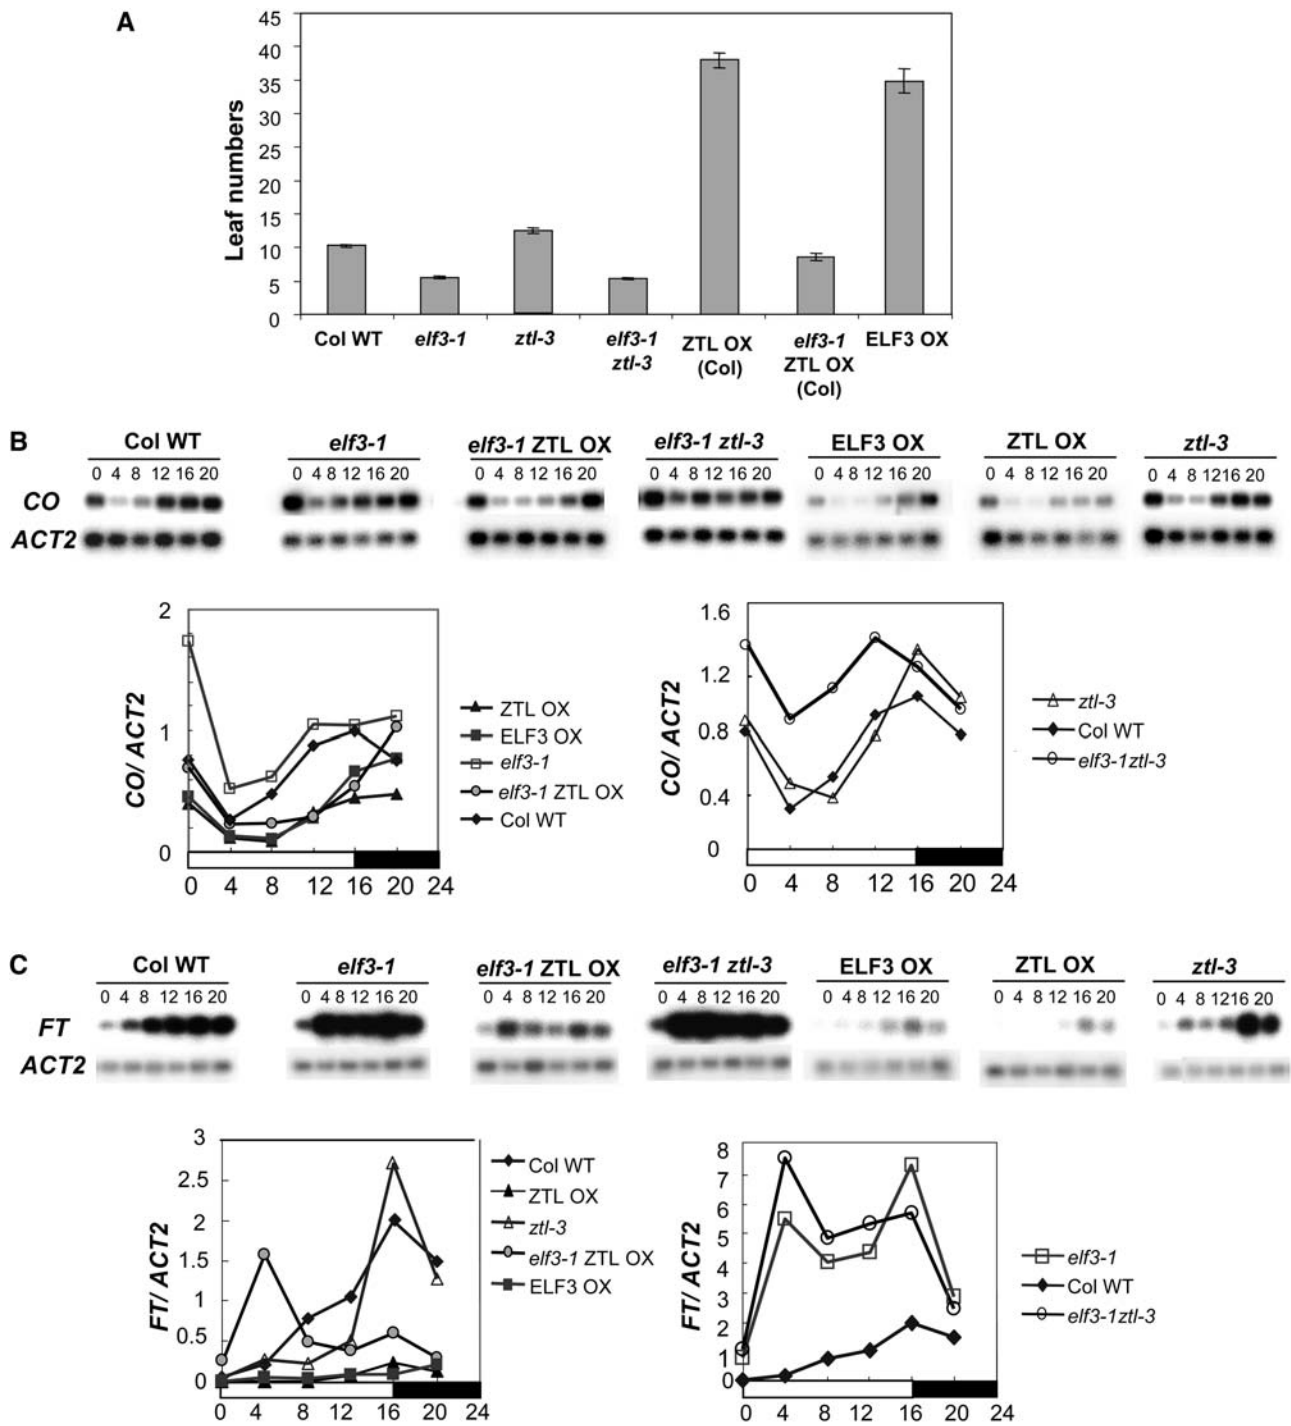 A
Leaf numbers
45
40
35
30
25
20
15
10
5
0
Col WT
elf3-1
ztl-3
elf3-1
ztl-3
ZTL OX
(Col)
elf3-1
ZTL OX
(Col)
ELF3 OX
B
Col WT
elf3-1
elf3-1 ZTL OX
elf3-1 ztl-3
ELF3 OX
ZTL OX
ztl-3
0 4 8 12 16 20
0 4 8 12 16 20
0 4 8 12 16 20
0 4 8 12 16 20
0 4 8 12 16 20
0 4 8 12 16 20
0 4 8 12 16 20
CO
ACT2
CO/ ACT2
2
1
0
0 4 8 12 16 20 24
ZTL OX
ELF3 OX
elf3-1
elf3-1 ZTL OX
Col WT
CO/ ACT2
1.6
1.2
0.8
0.4
0
0 4 8 12 16 20 24
ztl-3
Col WT
elf3-1ztl-3
C
Col WT
elf3-1
elf3-1 ZTL OX
elf3-1 ztl-3
ELF3 OX
ZTL OX
ztl-3
0 4 8 12 16 20
0 4 8 12 16 20
0 4 8 12 16 20
0 4 8 12 16 20
0 4 8 12 16 20
0 4 8 12 16 20
0 4 8 1216 20
FT
ACT2
FT/ ACT2
3
2.5
2
1.5
1
0.5
0
0 4 8 12 16 20 24
Col WT
ZTL OX
ztl-3
elf3-1 ZTL OX
ELF3 OX
FT/ ACT2
8
7
6
5
4
3
2
1
0
0 4 8 12 16 20 24
elf3-1
Col WT
elf3-1ztl-3